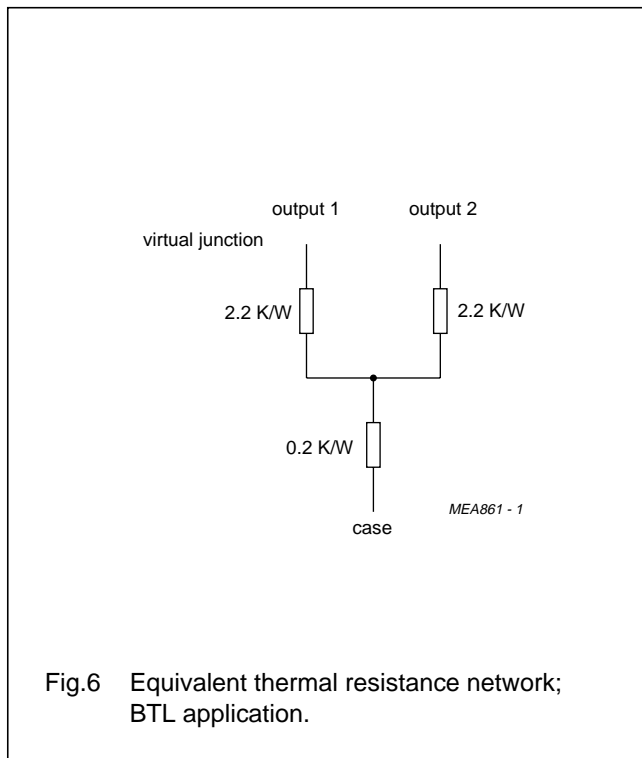 output 1
output 2
virtual junction
2.2 K/W
2.2 K/W
0.2 K/W
MEA861 - 1
case
Fig.6 Equivalent thermal resistance network;
BTL application.